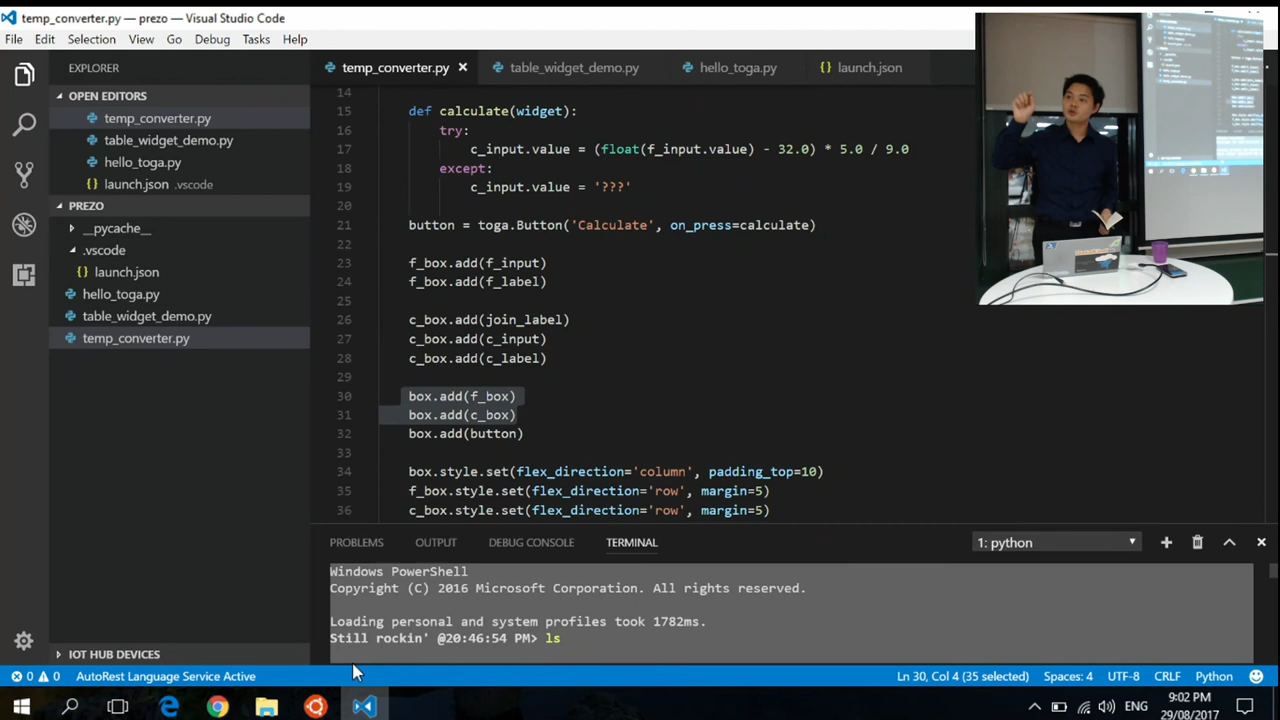 temp_converter.py — prezo — Visual Studio Code
File Edit Selection View Go Debug Tasks Help
EXPLORER
OPEN EDITORS
temp_converter.py
table_widget_demo.py
hello_toga.py
launch.json .vscode
PREZO
__pycache__
.vscode
launch.json
hello_toga.py
table_widget_demo.py
temp_converter.py
IOT HUB DEVICES
temp_converter.py table_widget_demo.py hello_toga.py launch.json
14
15 def calculate(widget):
16 try:
17 c_input.value = (float(f_input.value) - 32.0) * 5.0 / 9.0
18 except:
19 c_input.value = '???'
20
21 button = toga.Button('Calculate', on_press=calculate)
22
23 f_box.add(f_input)
24 f_box.add(f_label)
25
26 c_box.add(join_label)
27 c_box.add(c_input)
28 c_box.add(c_label)
29
30 box.add(f_box)
31 box.add(c_box)
32 box.add(button)
33
34 box.style.set(flex_direction='column', padding_top=10)
35 f_box.style.set(flex_direction='row', margin=5)
36 c_box.style.set(flex_direction='row', margin=5)
PROBLEMS OUTPUT DEBUG CONSOLE TERMINAL 1: python
Windows PowerShell
Copyright (C) 2016 Microsoft Corporation. All rights reserved.
Loading personal and system profiles took 1782ms.
Still rockin' @20:46:54 PM> ls
0 0 AutoRest Language Service Active Ln 30, Col 4 (35 selected) Spaces: 4 UTF-8 CRLF Python
ENG 9:02 PM
29/08/2017